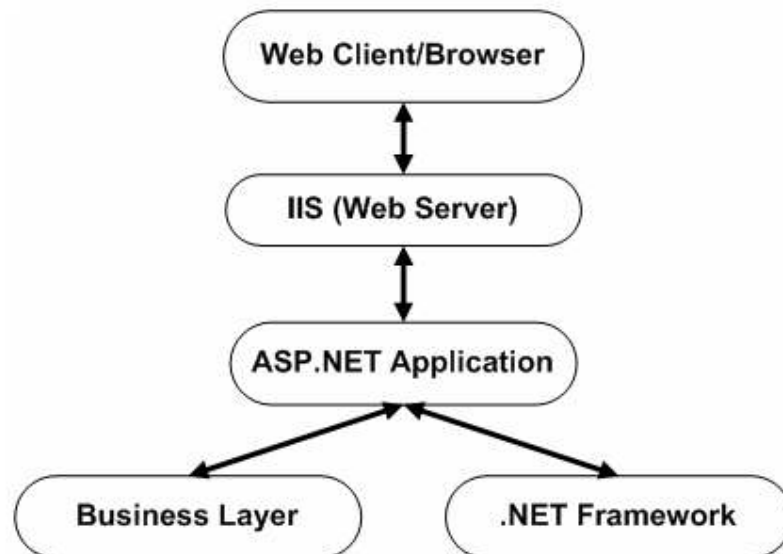 Web Client/Browser
IIS (Web Server)
ASP.NET Application
Business Layer
.NET Framework